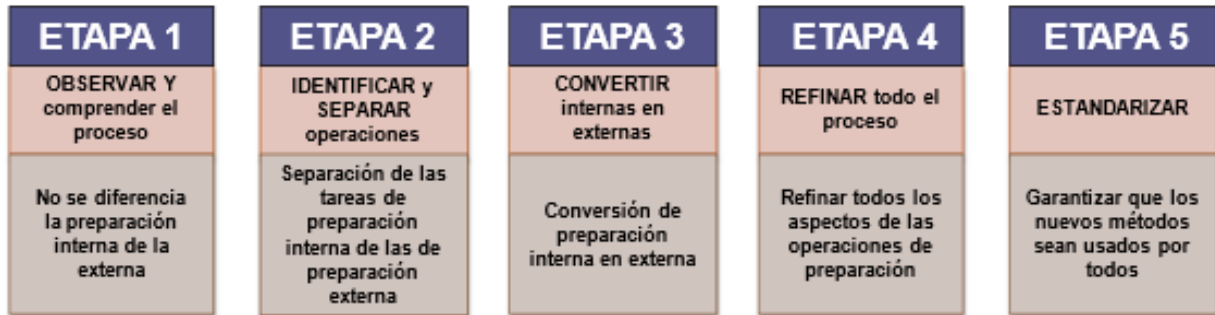 ETAPA 1
OBSERVAR Y
comprender el
proceso
No se diferencia
la preparación
interna de la
externa
ETAPA 2
IDENTIFICAR y
SEPARAR
operaciones
Separación de las
tareas de
preparación
interna de las de
preparación
externa
ETAPA 3
CONVERTIR
internas en
externas
Conversión de
preparación
interna en externa
ETAPA 4
REFINAR todo el
proceso
Refinar todos los
aspectos de las
operaciones de
preparación
ETAPA 5
ESTANDARIZAR
Garantizar que los
nuevos métodos
sean usados por
todos